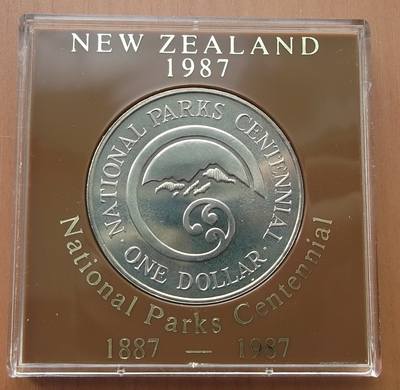 NEW ZEALAND
1987
· NATIONAL PARKS CENTENNIAL ·
ONE DOLLAR
National Parks Centennial
1887 — 1987